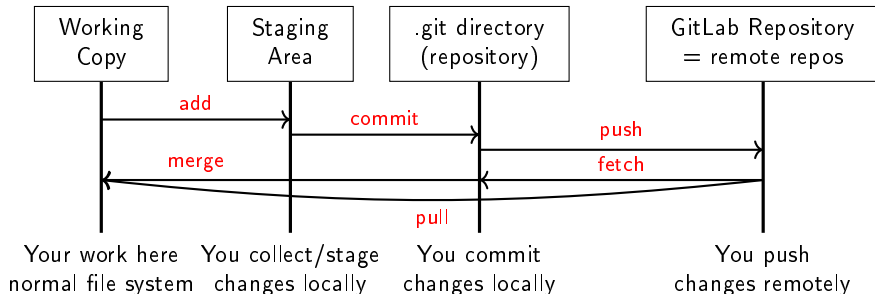 Working
Copy
Staging
Area
.git directory
(repository)
GitLab Repository
= remote repos
add
commit
push
merge
fetch
pull
Your work here
normal file system
You collect/stage
changes locally
You commit
changes locally
You push
changes remotely